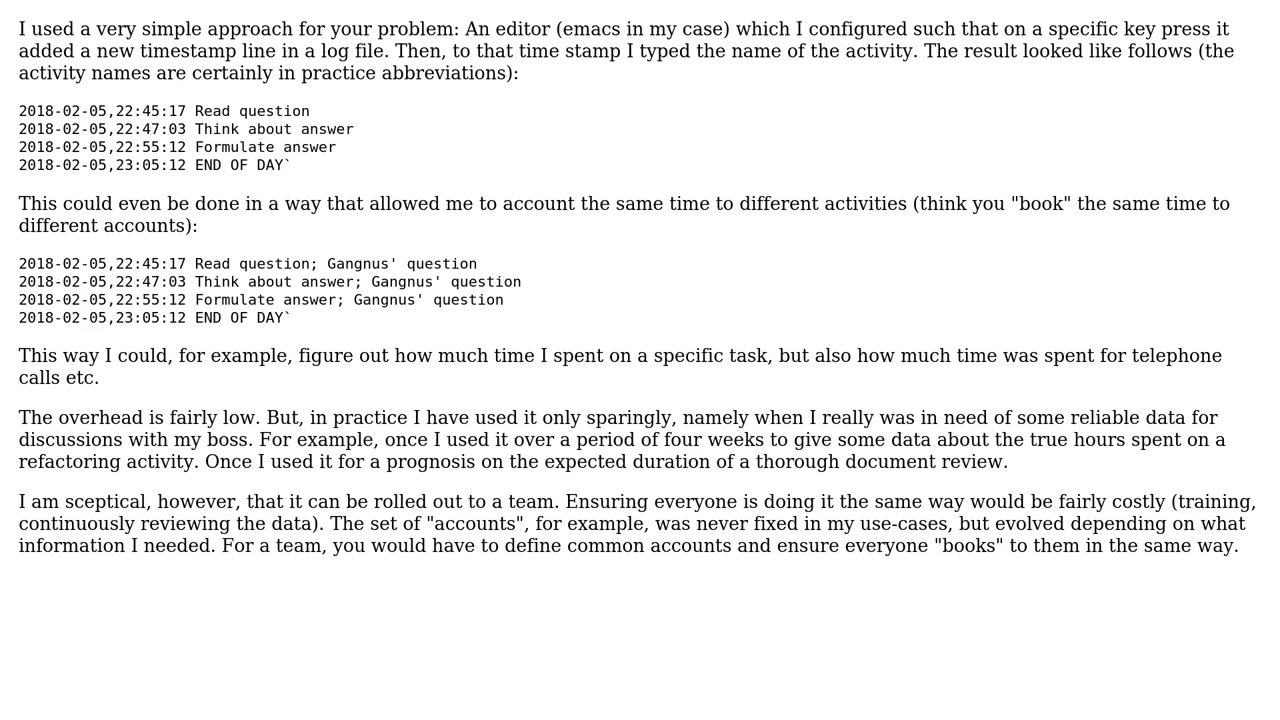 I used a very simple approach for your problem: An editor (emacs in my case) which I configured such that on a specific key press it
added a new timestamp line in a log file. Then, to that time stamp I typed the name of the activity. The result looked like follows (the
activity names are certainly in practice abbreviations):
2018-02-05,22:45:17 Read question
2018-02-05,22:47:03 Think about answer
2018-02-05,22:55:12 Formulate answer
2018-02-05,23:05:12 END OF DAY`
This could even be done in a way that allowed me to account the same time to different activities (think you "book" the same time to
different accounts):
2018-02-05,22:45:17 Read question; Gangnus' question
2018-02-05,22:47:03 Think about answer; Gangnus' question
2018-02-05,22:55:12 Formulate answer; Gangnus' question
2018-02-05,23:05:12 END OF DAY`
This way I could, for example, figure out how much time I spent on a specific task, but also how much time was spent for telephone
calls etc.
The overhead is fairly low. But, in practice I have used it only sparingly, namely when I really was in need of some reliable data for
discussions with my boss. For example, once I used it over a period of four weeks to give some data about the true hours spent on a
refactoring activity. Once I used it for a prognosis on the expected duration of a thorough document review.
I am sceptical, however, that it can be rolled out to a team. Ensuring everyone is doing it the same way would be fairly costly (training,
continuously reviewing the data). The set of "accounts", for example, was never fixed in my use-cases, but evolved depending on what
information I needed. For a team, you would have to define common accounts and ensure everyone "books" to them in the same way.